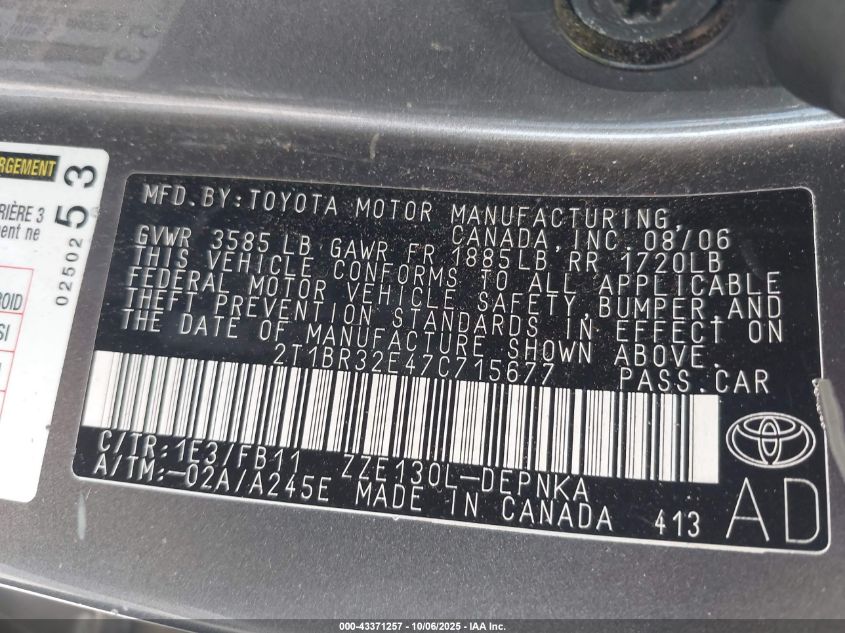 RGEMENT
RIÈRE 3
ment ne
53
02502
ROID
SI
MFD. BY: TOYOTA MOTOR MANUFACTURING,
CANADA, INC. 08/06
GVWR 3585 LB GAWR FR 1885LB RR 1720LB
THIS VEHICLE CONFORMS TO ALL APPLICABLE
FEDERAL MOTOR VEHICLE SAFETY, BUMPER, AND
THEFT PREVENTION STANDARDS IN EFFECT ON
THE DATE OF MANUFACTURE SHOWN ABOVE.
2T1BR32E47C715677 PASS.CAR
C/TR:1E3/FB11 ZZE130L-DEPNKA
A/TM:-02A/A245E MADE IN CANADA 413
AD
000-43371257 - 10/06/2025 - IAA Inc.